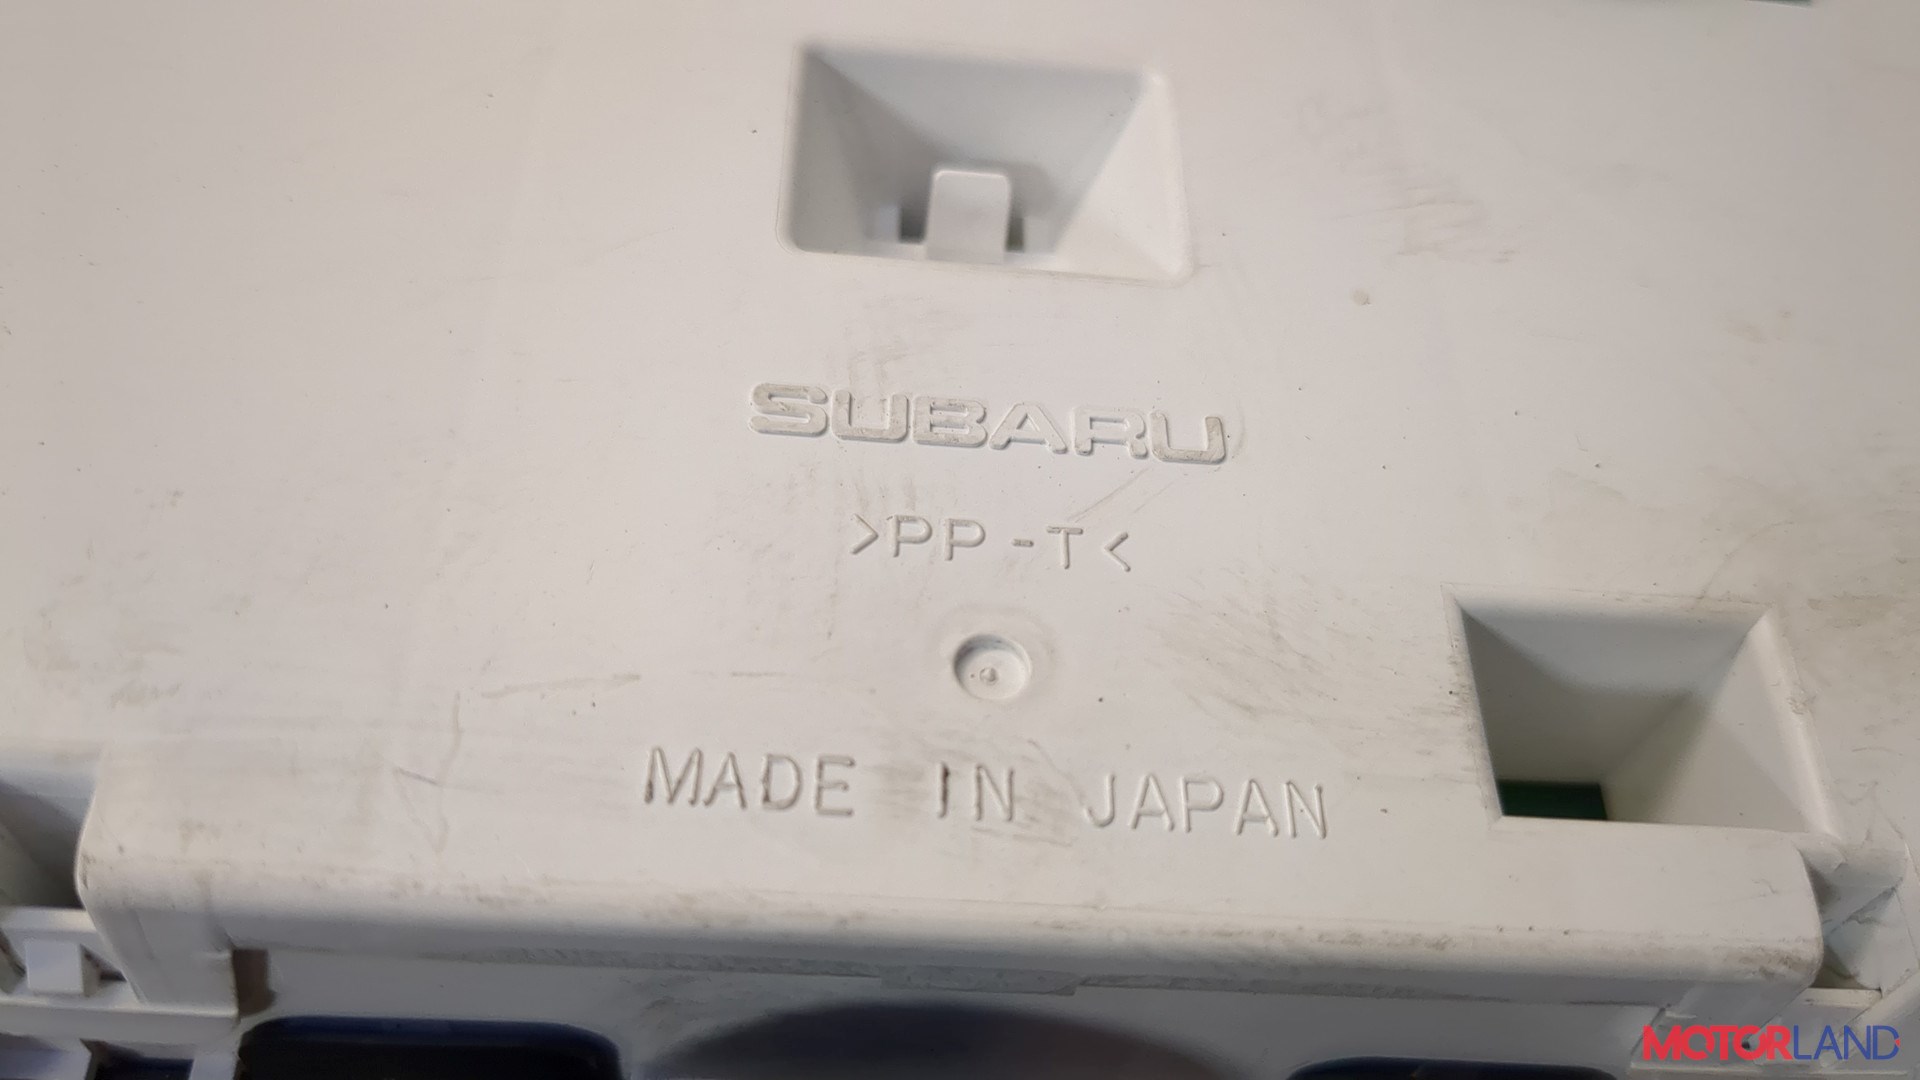 SUBARU
>PP-T<
MADE IN JAPAN
MOTORLAND